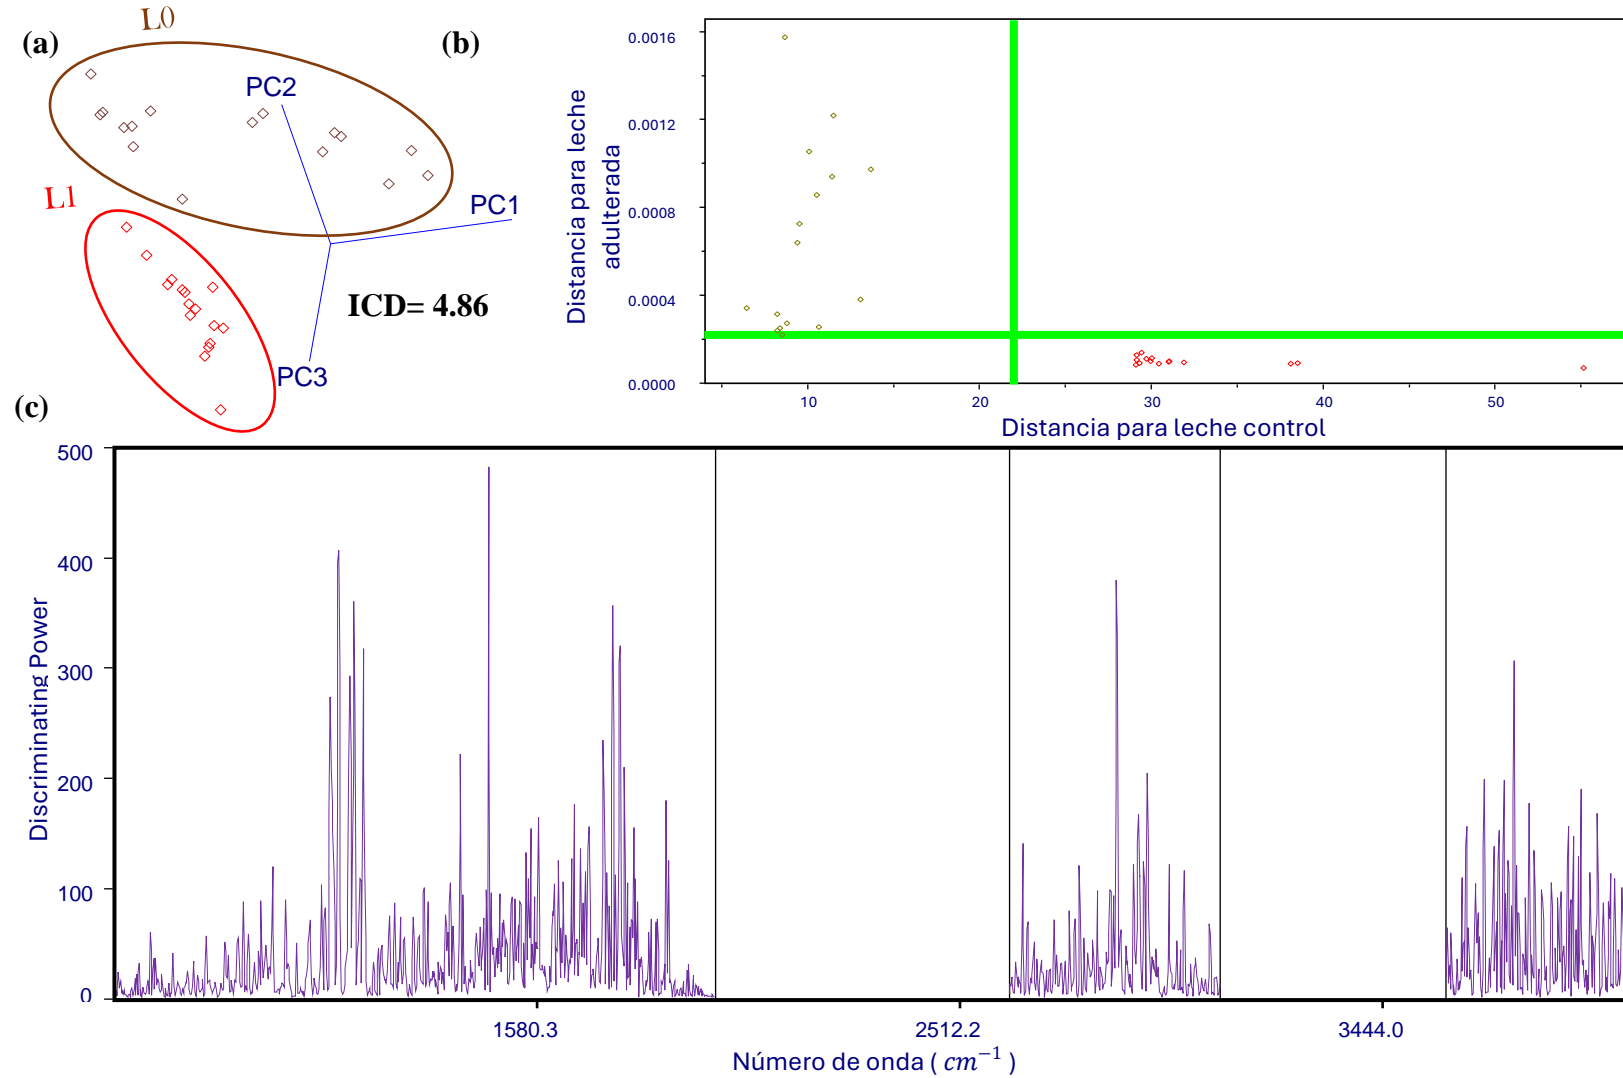 (a)
L0
PC2
L1
PC1
ICD= 4.86
PC3
(b)
Distancia para leche
adulterada
0.0016
0.0012
0.0008
0.0004
0.0000
10
20
30
40
50
Distancia para leche control
(c)
Discriminating Power
500
400
300
200
100
0
1580.3
2512.2
3444.0
Número de onda ( cm⁻¹ )